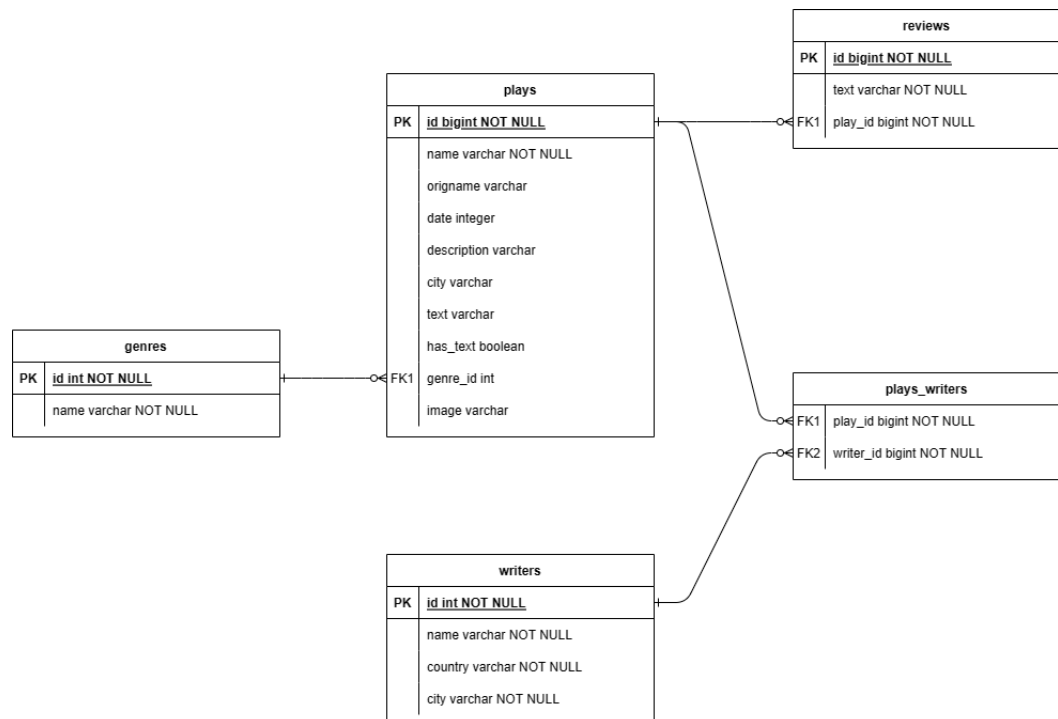 reviews
PK id bigint NOT NULL
text varchar NOT NULL
FK1 play_id bigint NOT NULL
plays
PK id bigint NOT NULL
name varchar NOT NULL
origname varchar
date integer
description varchar
city varchar
text varchar
has_text boolean
FK1 genre_id int
image varchar
genres
PK id int NOT NULL
name varchar NOT NULL
plays_writers
FK1 play_id bigint NOT NULL
FK2 writer_id bigint NOT NULL
writers
PK id int NOT NULL
name varchar NOT NULL
country varchar NOT NULL
city varchar NOT NULL